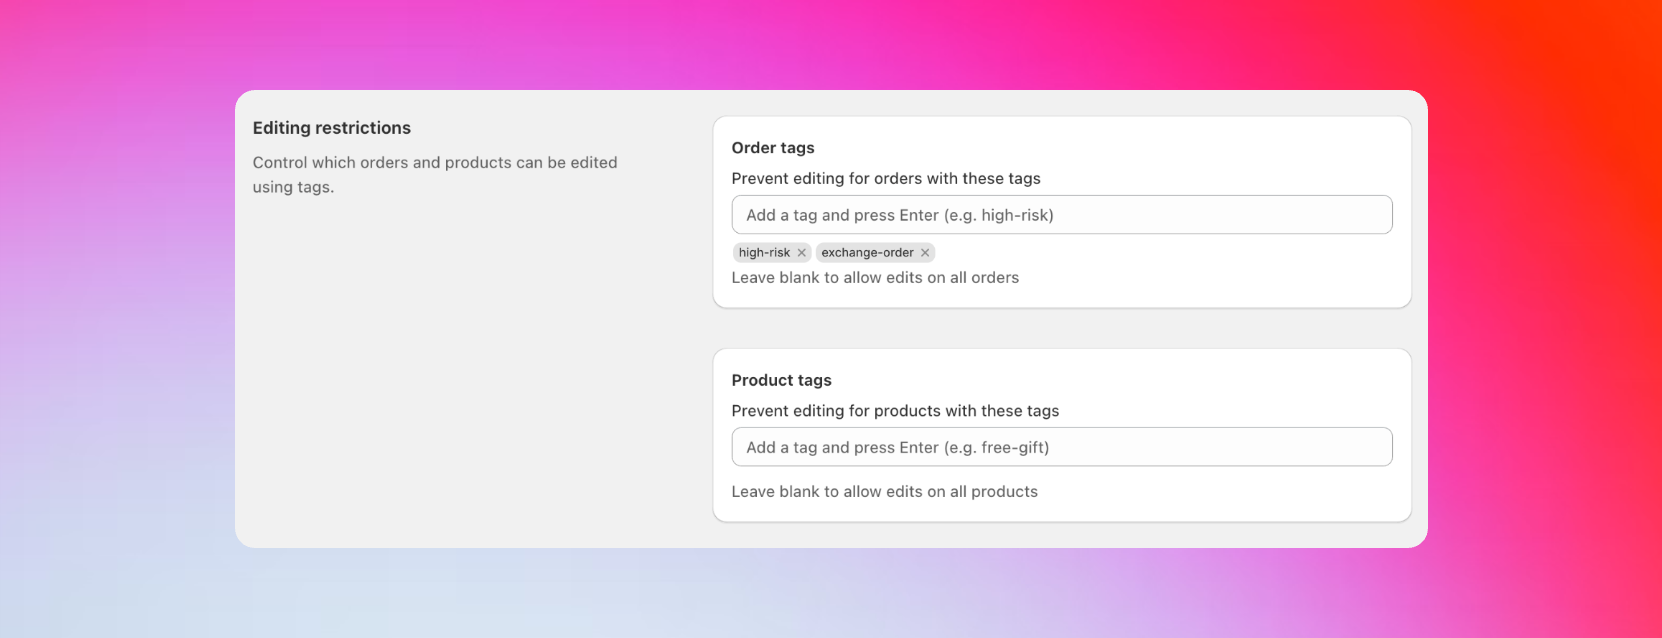 Editing restrictions
Control which orders and products can be edited
using tags.
Order tags
Prevent editing for orders with these tags
Add a tag and press Enter (e.g. high-risk)
high-risk × exchange-order ×
Leave blank to allow edits on all orders
Product tags
Prevent editing for products with these tags
Add a tag and press Enter (e.g. free-gift)
Leave blank to allow edits on all products